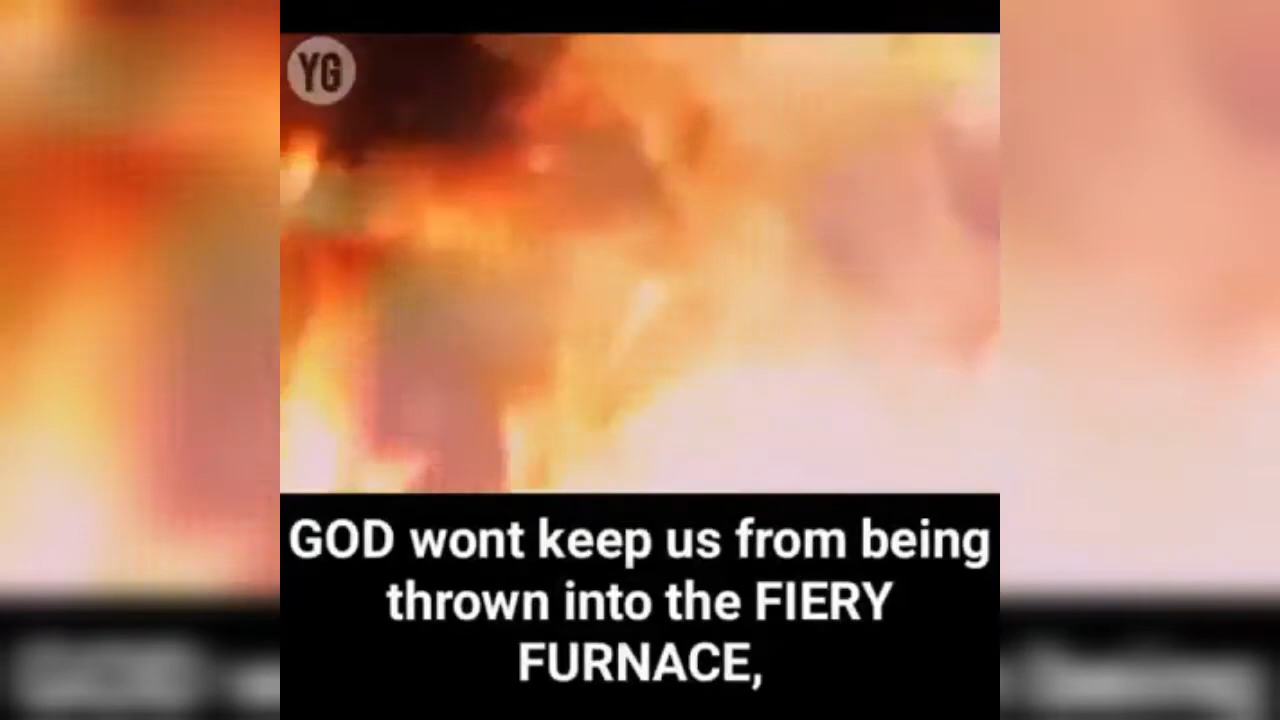 YG
GOD wont keep us from being
thrown into the FIERY
FURNACE,